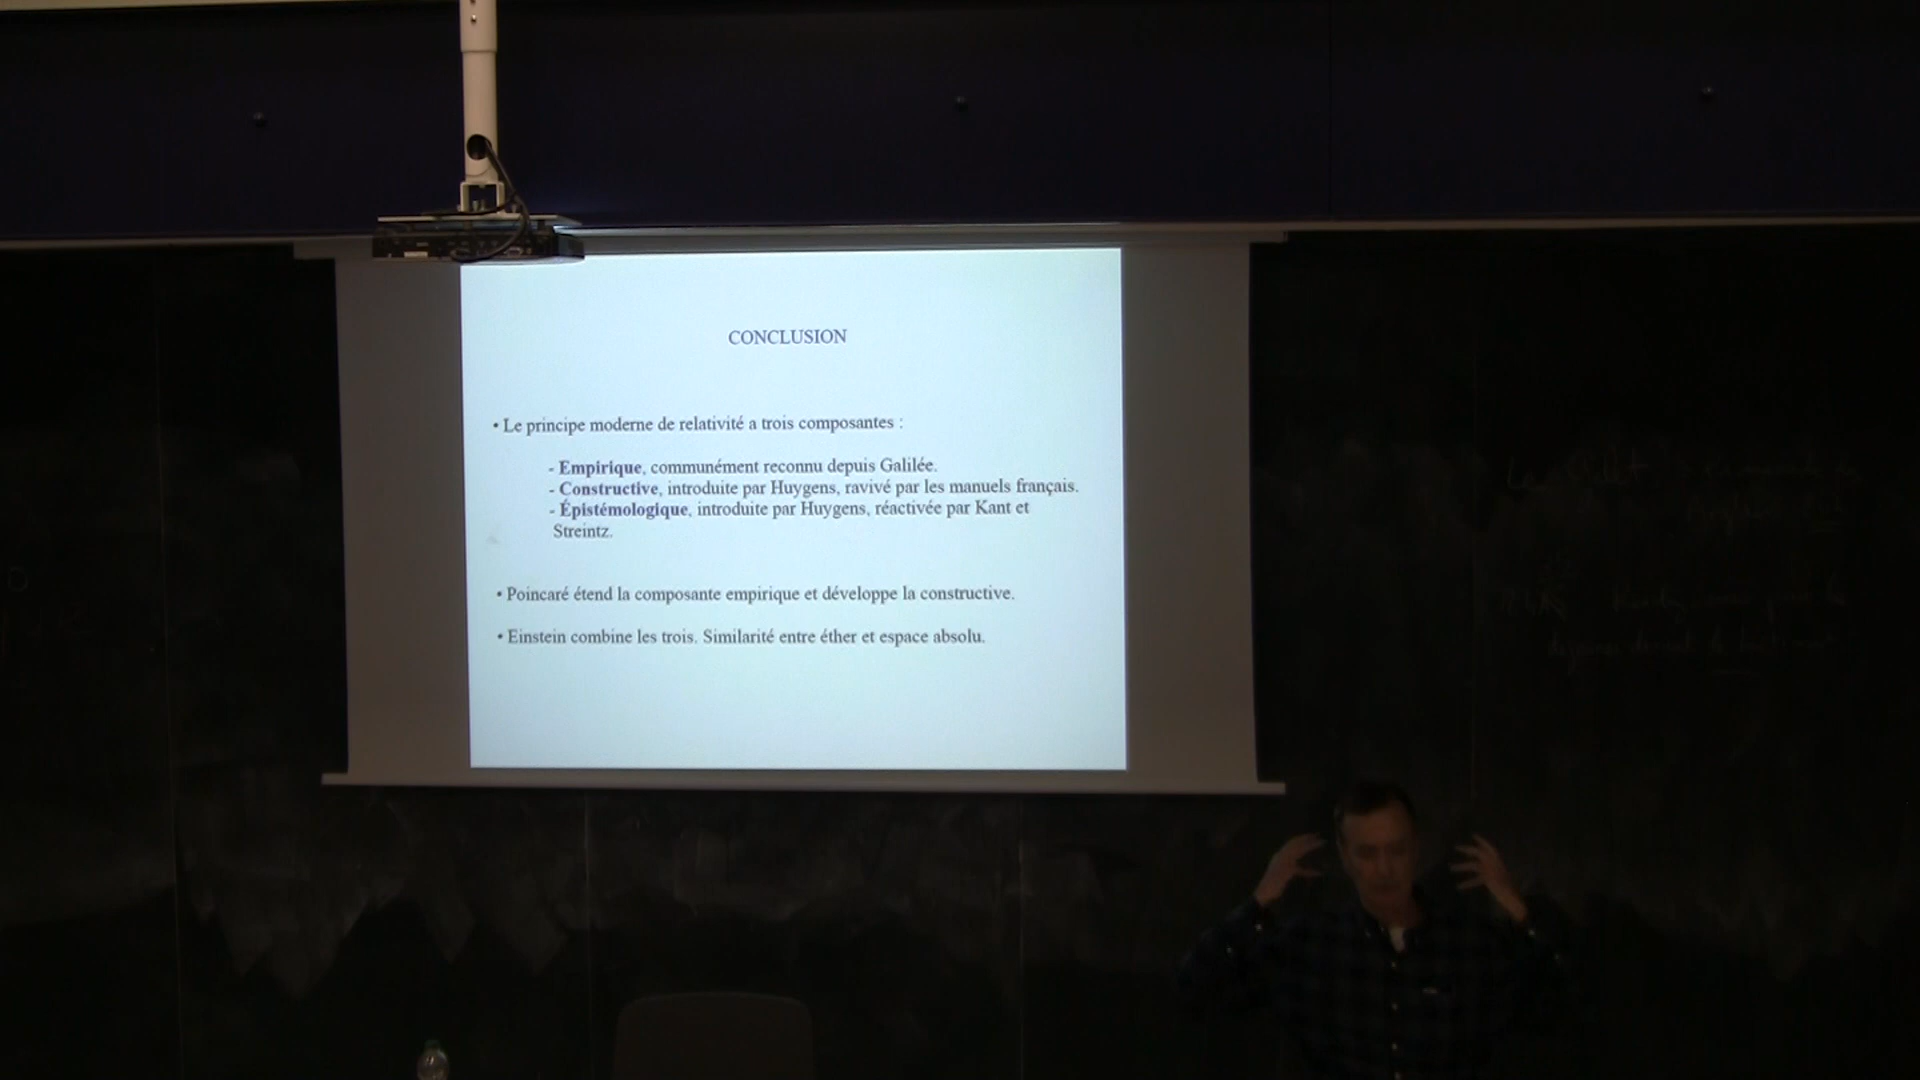 CONCLUSION
• Le principe moderne de relativité a trois composantes :
- Empirique, communément reconnu depuis Galilée.
- Constructive, introduite par Huygens, ravivé par les manuels français.
- Épistémologique, introduite par Huygens, réactivée par Kant et
Streintz.
• Poincaré étend la composante empirique et développe la constructive.
• Einstein combine les trois. Similarité entre éther et espace absolu.